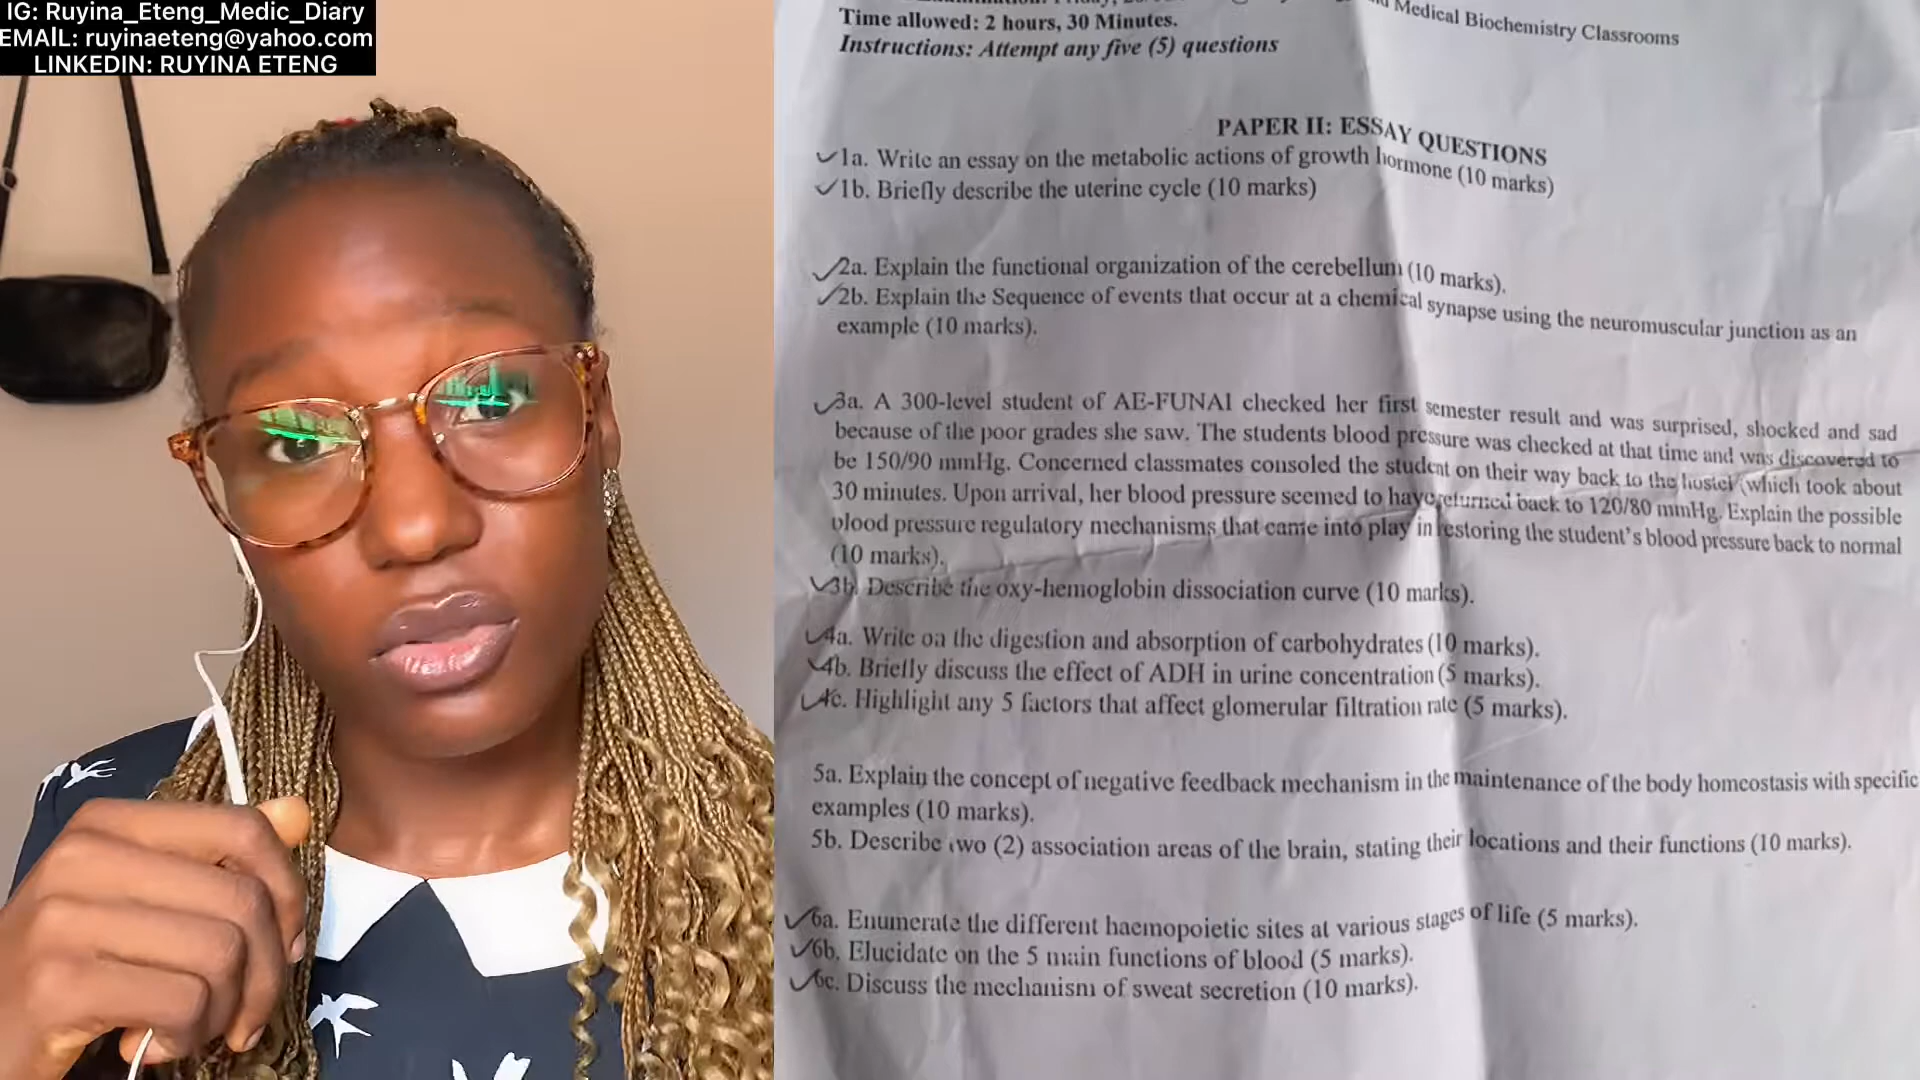 IG: Ruyina_Eteng_Medic_Diary
EMAIL: ruyinaeteng@yahoo.com
LINKEDIN: RUYINA ETENG
Medical Biochemistry Classrooms
Time allowed: 2 hours, 30 Minutes.
Instructions: Attempt any five (5) questions
PAPER II: ESSAY QUESTIONS
1a. Write an essay on the metabolic actions of growth hormone (10 marks)
1b. Briefly describe the uterine cycle (10 marks)
2a. Explain the functional organization of the cerebellum (10 marks).
2b. Explain the Sequence of events that occur at a chemical synapse using the neuromuscular junction as an
example (10 marks).
3a. A 300-level student of AE-FUNAI checked her first semester result and was surprised, shocked and sad
because of the poor grades she saw. The students blood pressure was checked at that time and was discovered to
be 150/90 mmHg. Concerned classmates consoled the student on their way back to the hostel (which took about
30 minutes. Upon arrival, her blood pressure seemed to have returned back to 120/80 mmHg. Explain the possible
blood pressure regulatory mechanisms that came into play in restoring the student's blood pressure back to normal
(10 marks).
3b. Describe the oxy-hemoglobin dissociation curve (10 marks).
4a. Write on the digestion and absorption of carbohydrates (10 marks).
4b. Briefly discuss the effect of ADH in urine concentration (5 marks).
4c. Highlight any 5 factors that affect glomerular filtration rate (5 marks).
5a. Explain the concept of negative feedback mechanism in the maintenance of the body homeostasis with specific
examples (10 marks).
5b. Describe two (2) association areas of the brain, stating their locations and their functions (10 marks).
6a. Enumerate the different haemopoietic sites at various stages of life (5 marks).
6b. Elucidate on the 5 main functions of blood (5 marks).
6c. Discuss the mechanism of sweat secretion (10 marks).